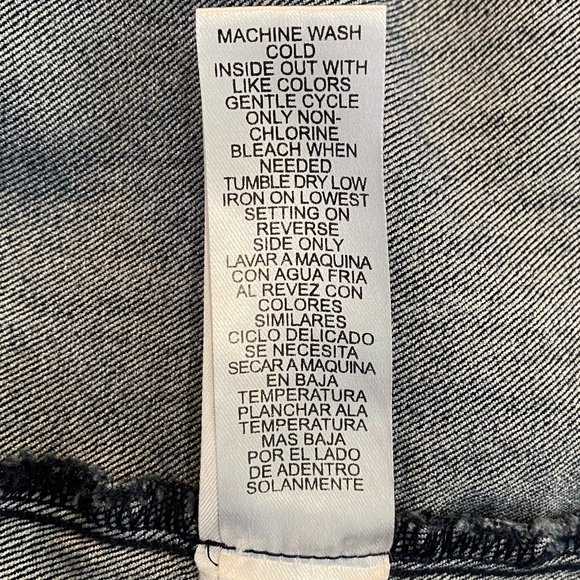 MACHINE WASH
COLD
INSIDE OUT WITH
LIKE COLORS
GENTLE CYCLE
ONLY NON-
CHLORINE
BLEACH WHEN
NEEDED
TUMBLE DRY LOW
IRON ON LOWEST
SETTING ON
REVERSE
SIDE ONLY
LAVAR A MAQUINA
CON AGUA FRIA
AL REVEZ CON
COLORES
SIMILARES
CICLO DELICADO
SE NECESITA
SECAR A MAQUINA
EN BAJA
TEMPERATURA
PLANCHAR ALA
TEMPERATURA
MAS BAJA
POR EL LADO
DE ADENTRO
SOLANMENTE